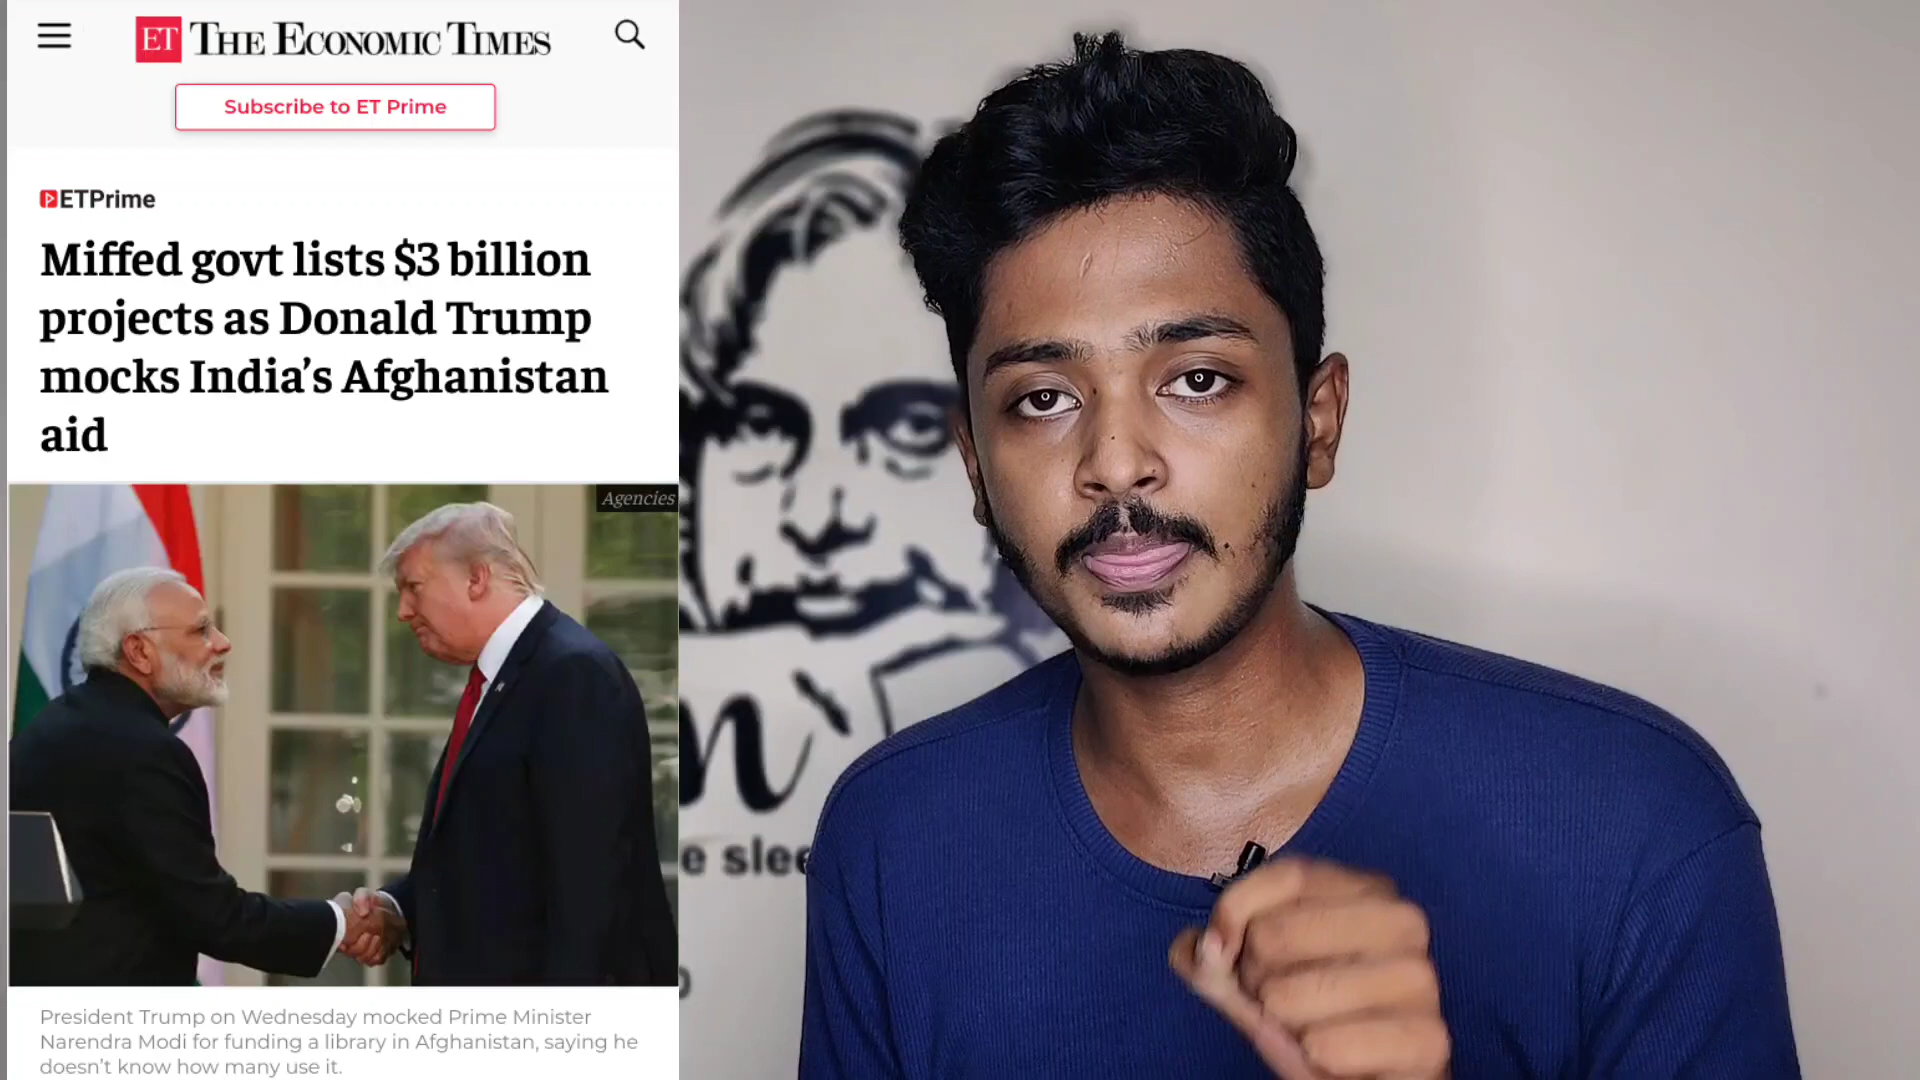 ET THE ECONOMIC TIMES
Subscribe to ET Prime
ETPrime
Miffed govt lists $3 billion
projects as Donald Trump
mocks India’s Afghanistan
aid
Agencies
President Trump on Wednesday mocked Prime Minister
Narendra Modi for funding a library in Afghanistan, saying he
doesn’t know how many use it.